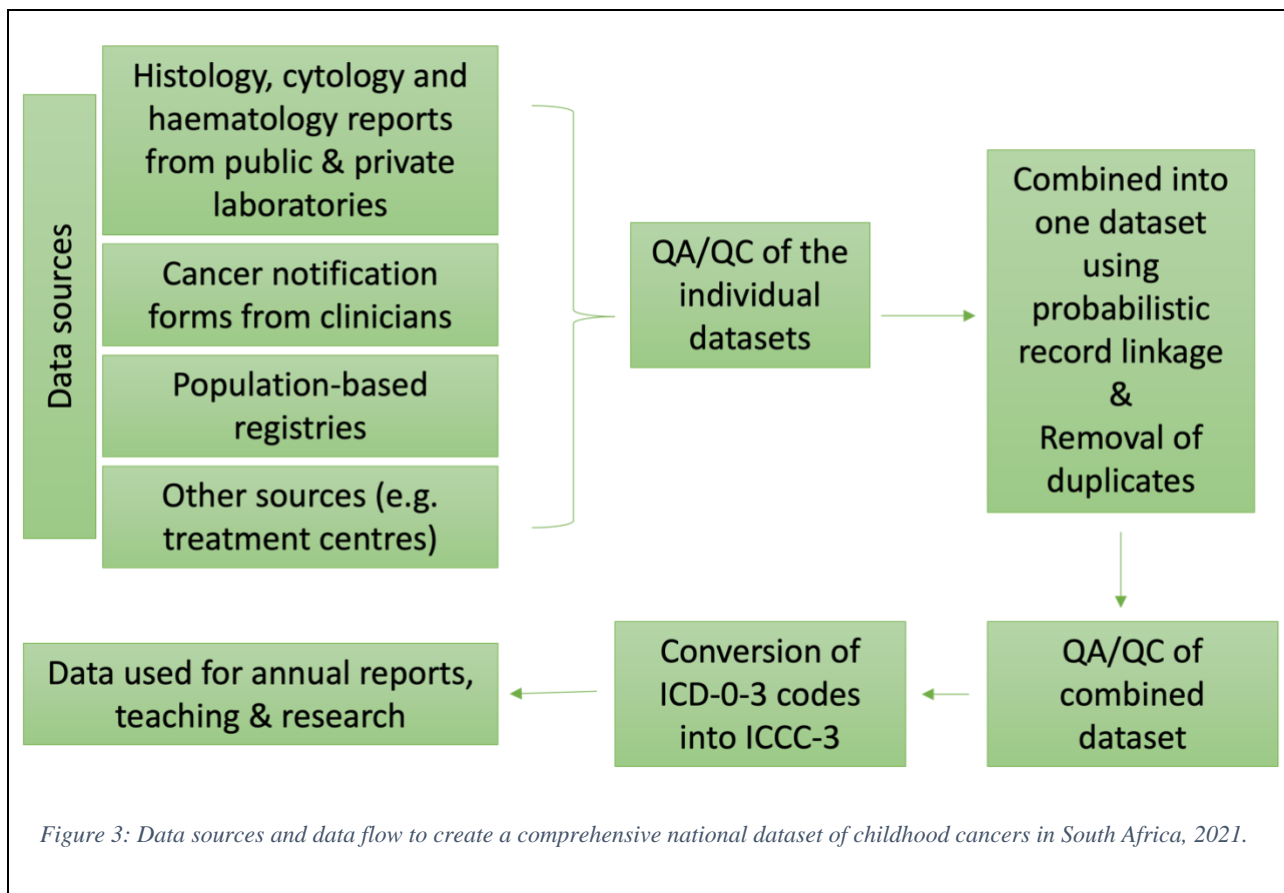 Data sources
Histology, cytology and
haematology reports
from public & private
laboratories
Cancer notification
forms from clinicians
Population-based
registries
Other sources (e.g.
treatment centres)
QA/QC of the
individual
datasets
Combined into
one dataset
using
probabilistic
record linkage
&
Removal of
duplicates
QA/QC of
combined
dataset
Conversion of
ICD-0-3 codes
into ICCC-3
Data used for annual reports,
teaching & research
Figure 3: Data sources and data flow to create a comprehensive national dataset of childhood cancers in South Africa, 2021.